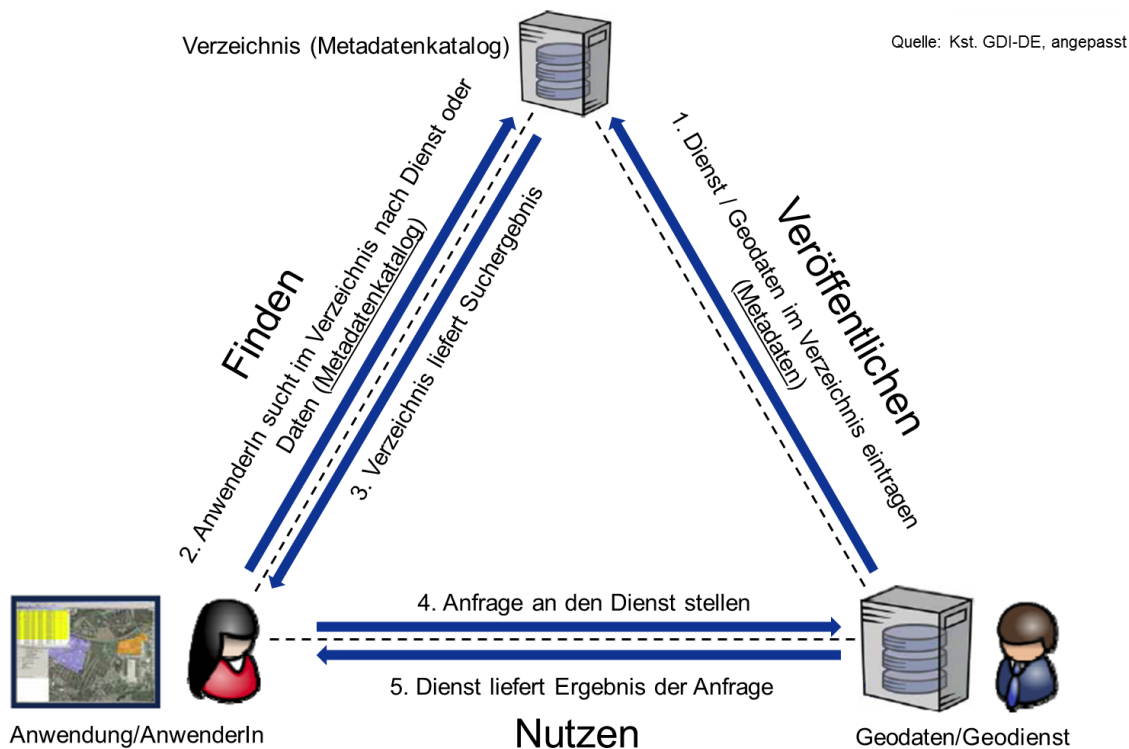 Verzeichnis (Metadatenkatalog)
Quelle: Kst. GDI-DE, angepasst
Finden
2. AnwenderIn sucht im Verzeichnis nach Dienst oder
Daten (Metadatenkatalog)
3. Verzeichnis liefert Suchergebnis
Veröffentlichen
1. Dienst / Geodaten im Verzeichnis eintragen
(Metadaten)
4. Anfrage an den Dienst stellen
5. Dienst liefert Ergebnis der Anfrage
Nutzen
Anwendung/AnwenderIn
Geodaten/Geodienst